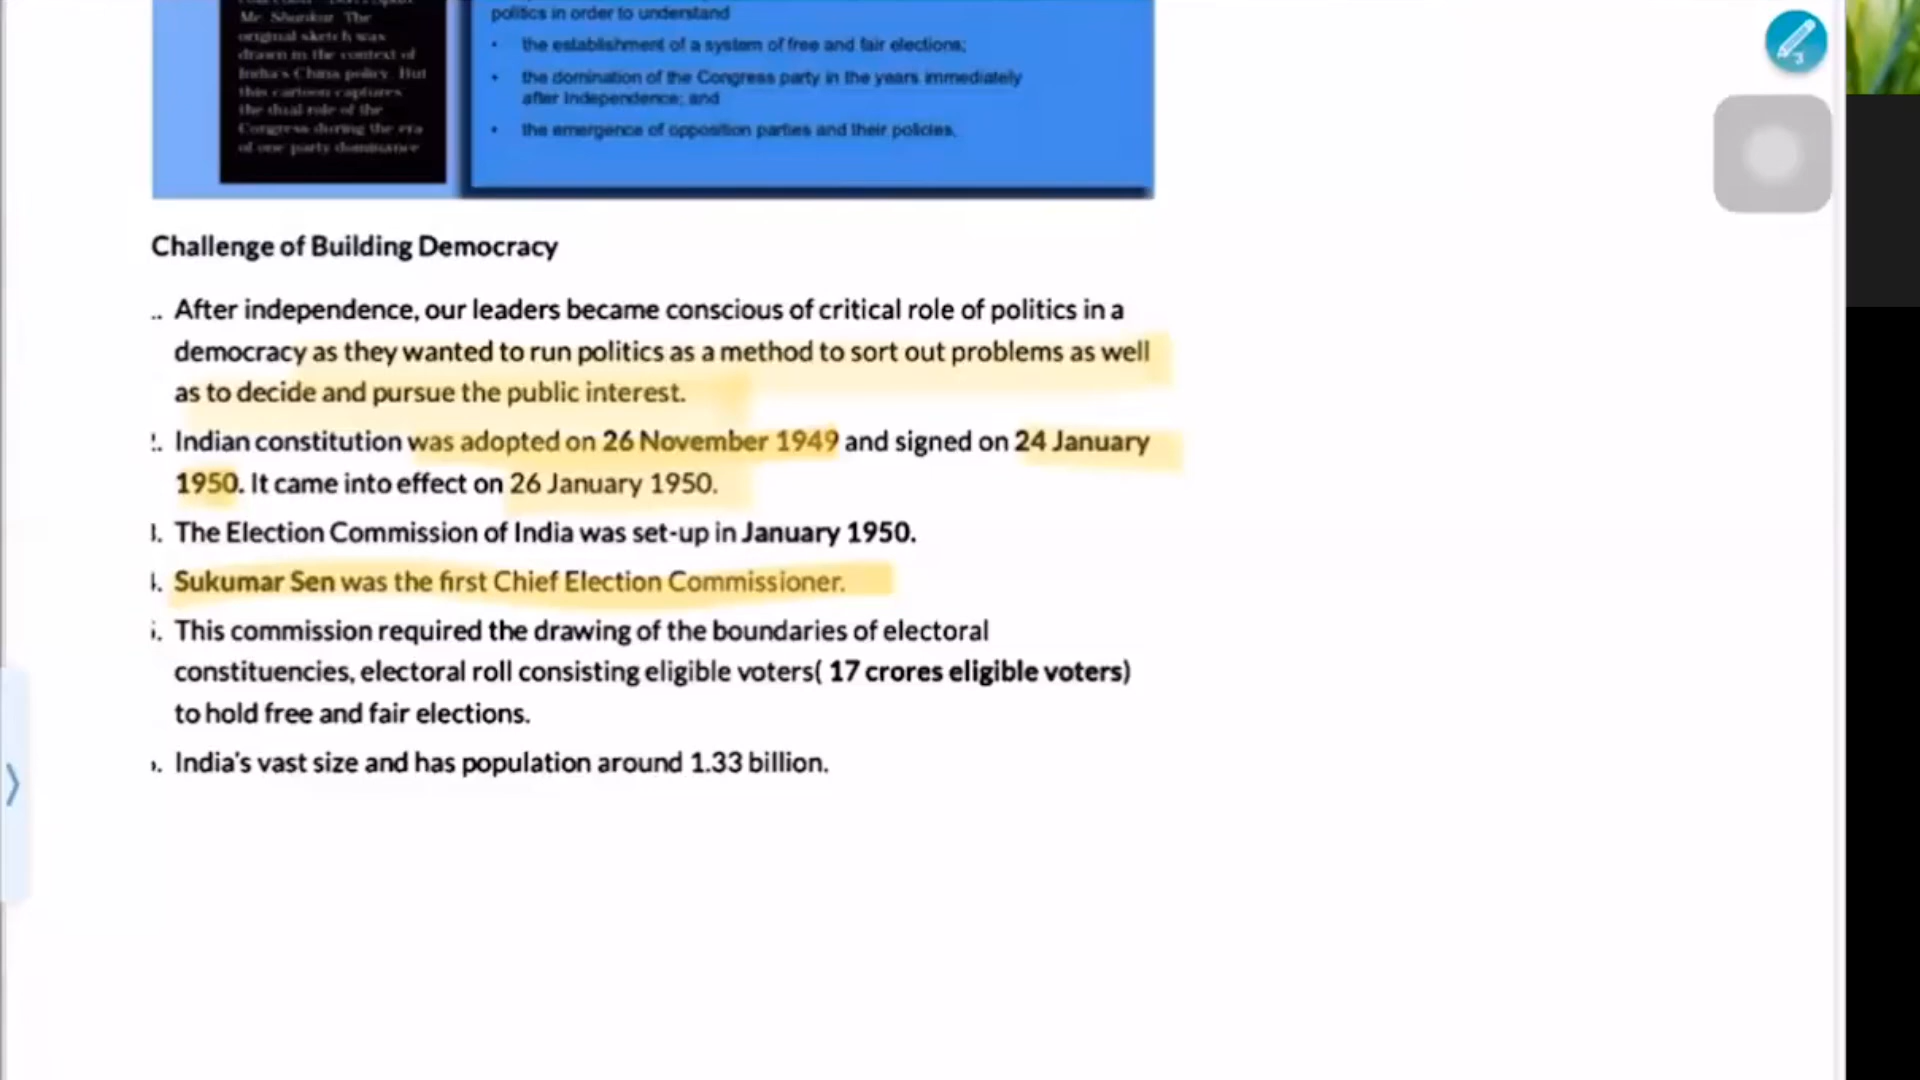 Mr. Shankar The
original sketch was
drawn in the context of
India's China policy. But
this cartoon captures
the dual role of the
Congress during the era
of one party dominance
politics in order to understand
• the establishment of a system of free and fair elections;
• the domination of the Congress party in the years immediately
after Independence; and
• the emergence of opposition parties and their policies.
Challenge of Building Democracy
After independence, our leaders became conscious of critical role of politics in a
democracy as they wanted to run politics as a method to sort out problems as well
as to decide and pursue the public interest.
Indian constitution was adopted on 26 November 1949 and signed on 24 January
1950. It came into effect on 26 January 1950.
The Election Commission of India was set-up in January 1950.
Sukumar Sen was the first Chief Election Commissioner.
This commission required the drawing of the boundaries of electoral
constituencies, electoral roll consisting eligible voters( 17 crores eligible voters)
to hold free and fair elections.
India's vast size and has population around 1.33 billion.
3